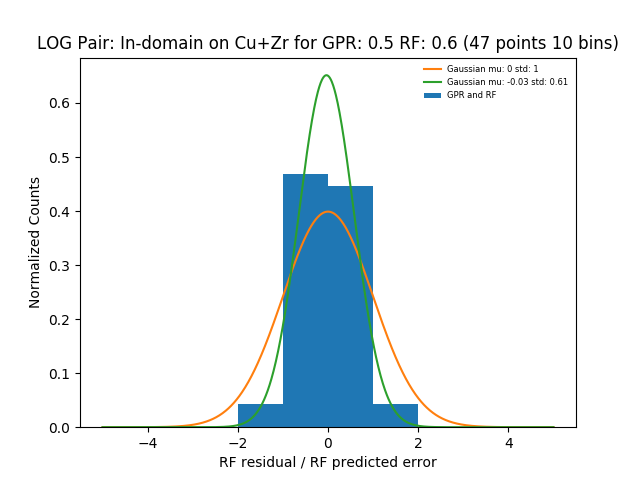 LOG Pair: In-domain on Cu+Zr for GPR: 0.5 RF: 0.6 (47 points 10 bins)
Gaussian mu: 0 std: 1
Gaussian mu: -0.03 std: 0.61
GPR and RF
Normalized Counts
0.6
0.5
0.4
0.3
0.2
0.1
0.0
−4 −2 0 2 4
RF residual / RF predicted error